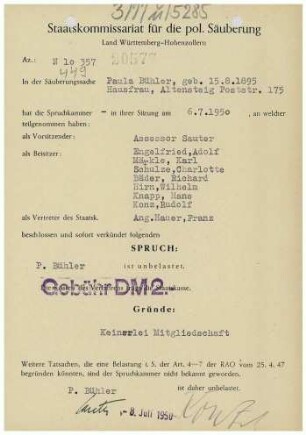 Staatskommissariat für die pol. Säuberung
Land Württemberg-Hohenzollern
Az.: N lo 357
449
20577
In der Säuberungssache Paula Bühler, geb. 15.8.1895
Hausfrau, Altensteig Poststr. 175
hat die Spruchkammer – in ihrer Sitzung am 6.7.1950 , an welcher
teilgenommen haben:
als Vorsitzender: Assessor Sauter
als Beisitzer: Engelfried,Adolf
Mäckle, Karl
Schulze,Charlotte
Bäder, Richard
Hirn,Wilhelm
Knapp, Hane
Konz,Rudolf
als Vertreter des Staatsk. Ang.Hauer,Franz
beschlossen und sofort verkündet folgenden
SPRUCH:
P. Bühler ist unbelastet.
Gebühr DM 2.-
Gründe:
Keinerlei Mitgliedschaft
Weitere Tatsachen, die eine Belastung i. S. der Art. 4—7 der RAO vom 25. 4. 47
begründen könnten, sind der Spruchkammer nicht bekannt geworden.
P. Bühler ist daher unbelastet.
- 8. Juli 1950